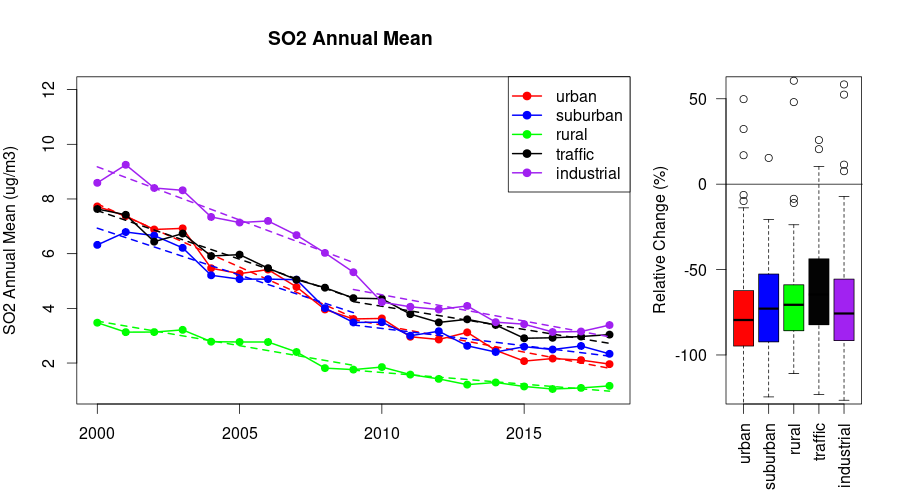 SO2 Annual Mean
SO2 Annual Mean (ug/m3)
12
10
8
6
4
2
2000
2005
2010
2015
urban
suburban
rural
traffic
industrial
Relative Change (%)
50
0
-50
-100
urban
suburban
rural
traffic
industrial